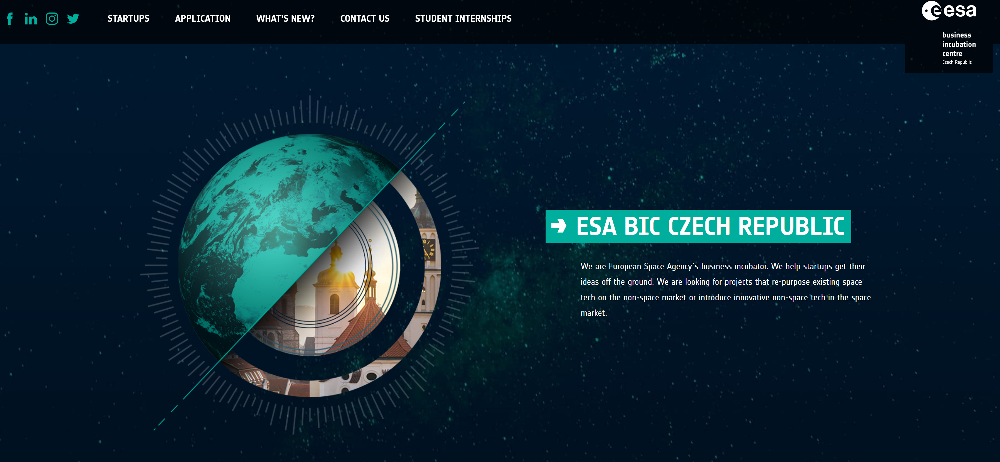 STARTUPS APPLICATION WHAT'S NEW? CONTACT US STUDENT INTERNSHIPS
eesa
business
incubation
centre
Czech Republic
ESA BIC CZECH REPUBLIC
We are European Space Agency`s business incubator. We help startups get their
ideas off the ground. We are looking for projects that re-purpose existing space
tech on the non-space market or introduce innovative non-space tech in the space
market.